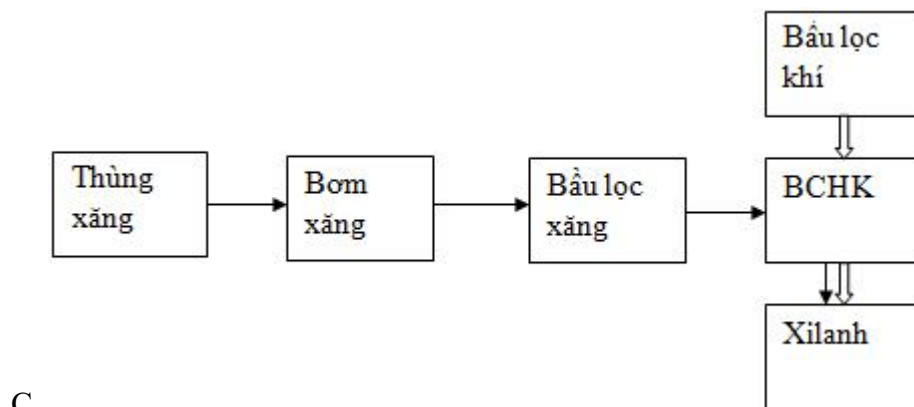 Bầu lọc
khí
Thùng
xăng
Bơm
xăng
Bầu lọc
xăng
BCHK
Xilanh
C